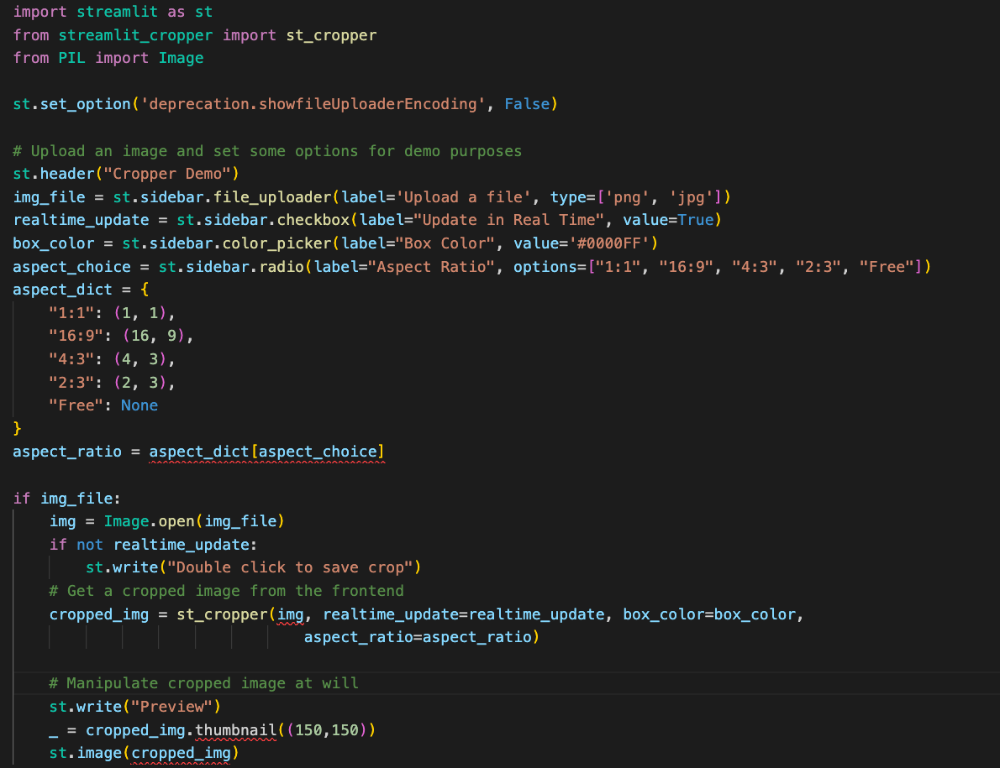 import streamlit as st
from streamlit_cropper import st_cropper
from PIL import Image

st.set_option('deprecation.showfileUploaderEncoding', False)

# Upload an image and set some options for demo purposes
st.header("Cropper Demo")
img_file = st.sidebar.file_uploader(label='Upload a file', type=['png', 'jpg'])
realtime_update = st.sidebar.checkbox(label="Update in Real Time", value=True)
box_color = st.sidebar.color_picker(label="Box Color", value='#0000FF')
aspect_choice = st.sidebar.radio(label="Aspect Ratio", options=["1:1", "16:9", "4:3", "2:3", "Free"])
aspect_dict = {
    "1:1": (1, 1),
    "16:9": (16, 9),
    "4:3": (4, 3),
    "2:3": (2, 3),
    "Free": None
}
aspect_ratio = aspect_dict[aspect_choice]

if img_file:
    img = Image.open(img_file)
    if not realtime_update:
        st.write("Double click to save crop")
    # Get a cropped image from the frontend
    cropped_img = st_cropper(img, realtime_update=realtime_update, box_color=box_color,
                                aspect_ratio=aspect_ratio)

    # Manipulate cropped image at will
    st.write("Preview")
    _ = cropped_img.thumbnail((150,150))
    st.image(cropped_img)